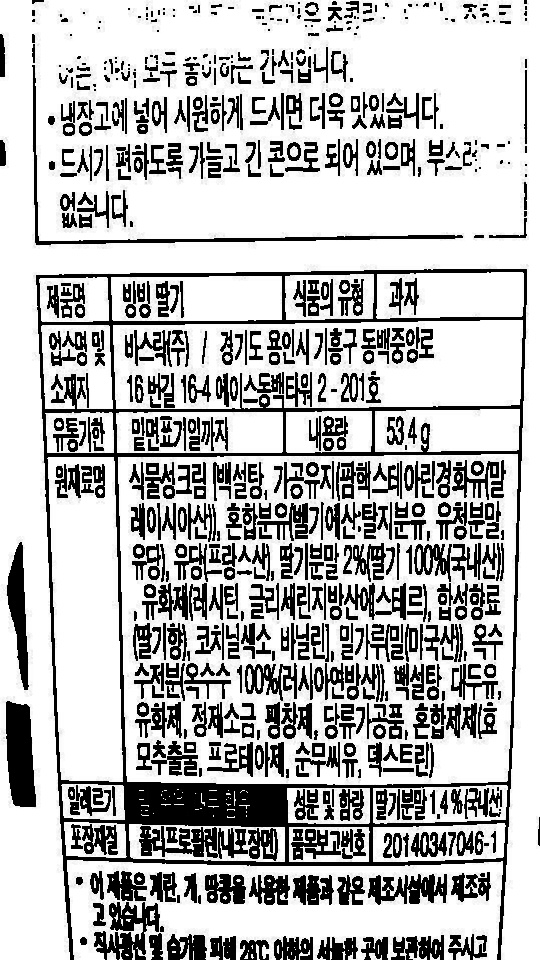 모두 좋아하는 간식입니다.
• 냉장고에 넣어 시원하게 드시면 더욱 맛있습니다.
• 드시기 편하도록 가늘고 긴 콘으로 되어 있으며,
없습니다.
제품명 빙빙 딸기 식품의 유형 과자
업소명 및 소재지 바스락(주) / 경기도 용인시 기흥구 동백중앙로
16 번길 16-4 에이스동백타워 2 - 201호
유통기한 밑면표기일까지 내용량 53.4 g
원재료명 식물성크림 [백설탕, 가공유지(팜핵스테아린경화유(말
레이시아산)), 혼합분유(벨기에산:탈지분유, 유청분말,
유당), 유당(프랑스산), 딸기분말 2%(딸기 100%(국내산))
, 유화제(레시틴, 글리세린지방산에스테르), 합성향료
(딸기향), 코치닐색소, 바닐린], 밀가루(밀(미국산)), 옥수
수전분(옥수수 100%(러시아연방산)), 백설탕, 대두유,
유화제, 정제소금, 팽창제, 당류가공품, 혼합제제(효
모추출물, 프로테아제, 순무씨유, 덱스트린)
알레르기 성분 및 함량 딸기분말 1.4%(국내산)
포장재질 폴리프로필렌(내포장면) 품목보고번호 20140347046-1
• 이 제품은 계란, 게, 땅콩을 사용한 제품과 같은 제조시설에서 제조하
고 있습니다.
• 직사광선 및 습기를 피해 28℃ 이하의 서늘한 곳에 보관하여 주시고